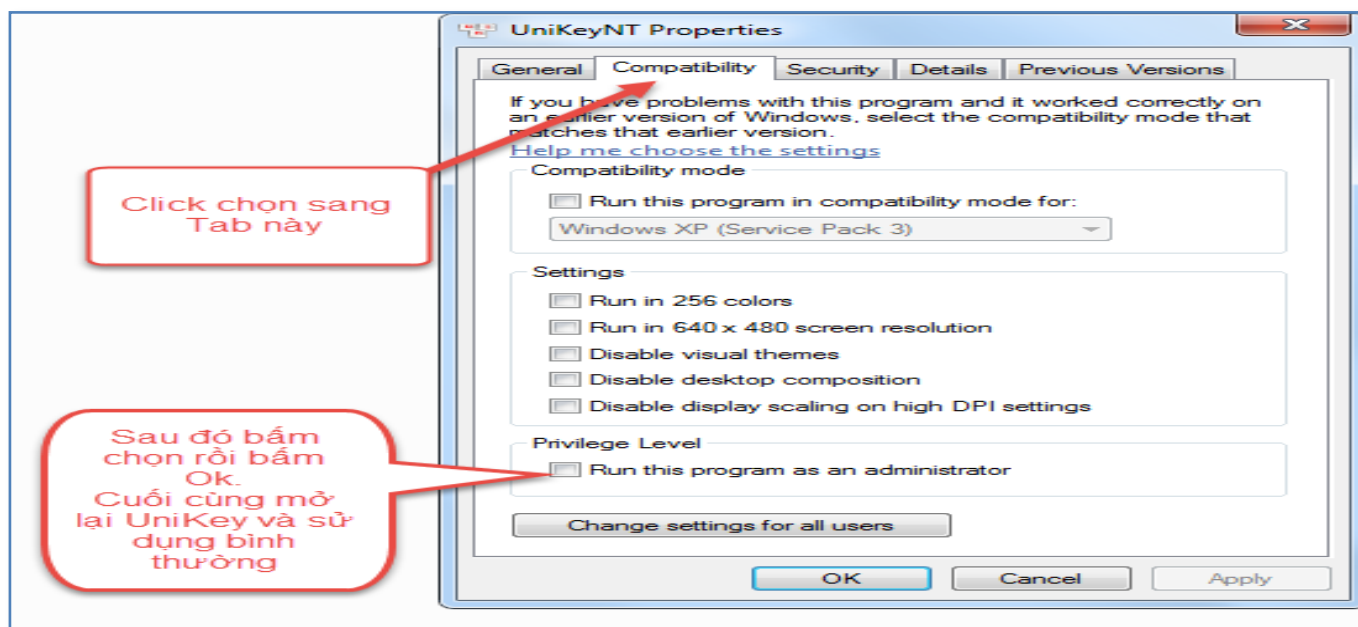 UniKeyNT Properties
General Compatibility Security Details Previous Versions
If you have problems with this program and it worked correctly on
an earlier version of Windows, select the compatibility mode that
matches that earlier version.
Help me choose the settings
Compatibility mode
Click chọn sang
Tab này
Run this program in compatibility mode for:
Windows XP (Service Pack 3)
Settings
Run in 256 colors
Run in 640 x 480 screen resolution
Disable visual themes
Disable desktop composition
Disable display scaling on high DPI settings
Sau đó bấm
chọn rồi bấm
Ok.
Cuối cùng mở
lại UniKey và sử
dụng bình
thường
Privilege Level
Run this program as an administrator
Change settings for all users
OK Cancel Apply